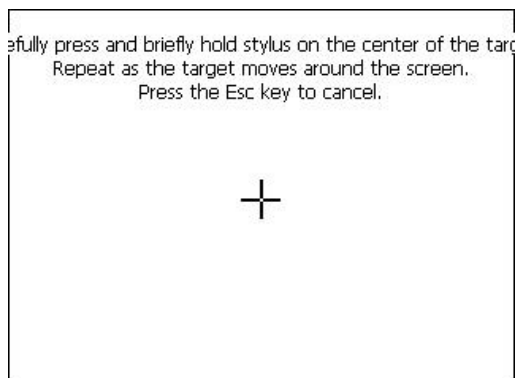 efully press and briefly hold stylus on the center of the targ
Repeat as the target moves around the screen.
Press the Esc key to cancel.